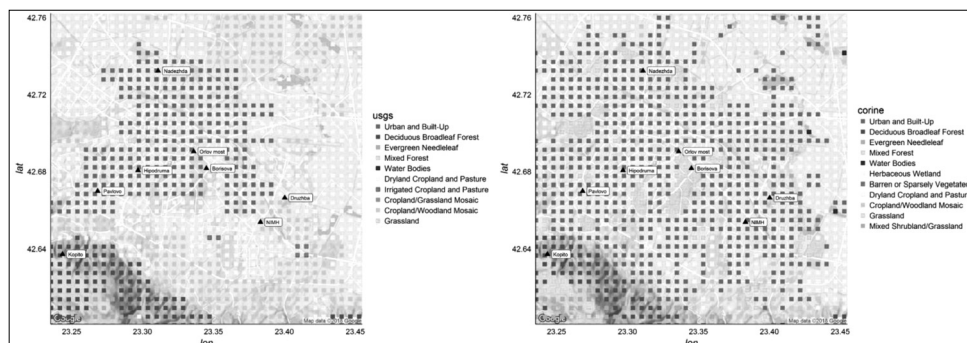 42.76
42.72
42.68
42.64
lat
23.25
23.30
23.35
23.40
23.45
lon
Nadezhda
Orlov most
Hipodruma
Borisova
Pavlovo
Druzhba
NIMH
Kopito
Google
Map data ©2018 Google
usgs
Urban and Built-Up
Deciduous Broadleaf Forest
Evergreen Needleleaf
Mixed Forest
Water Bodies
Dryland Cropland and Pasture
Irrigated Cropland and Pasture
Cropland/Grassland Mosaic
Cropland/Woodland Mosaic
Grassland
42.76
42.72
42.68
42.64
lat
23.25
23.30
23.35
23.40
23.45
lon
Nadezhda
Orlov most
Hipodruma
Borisova
Pavlovo
Druzhba
NIMH
Kopito
Google
Map data ©2018 Google
corine
Urban and Built-Up
Deciduous Broadleaf Forest
Evergreen Needleleaf
Mixed Forest
Water Bodies
Herbaceous Wetland
Barren or Sparsely Vegetated
Dryland Cropland and Pasture
Cropland/Woodland Mosaic
Grassland
Mixed Shrubland/Grassland